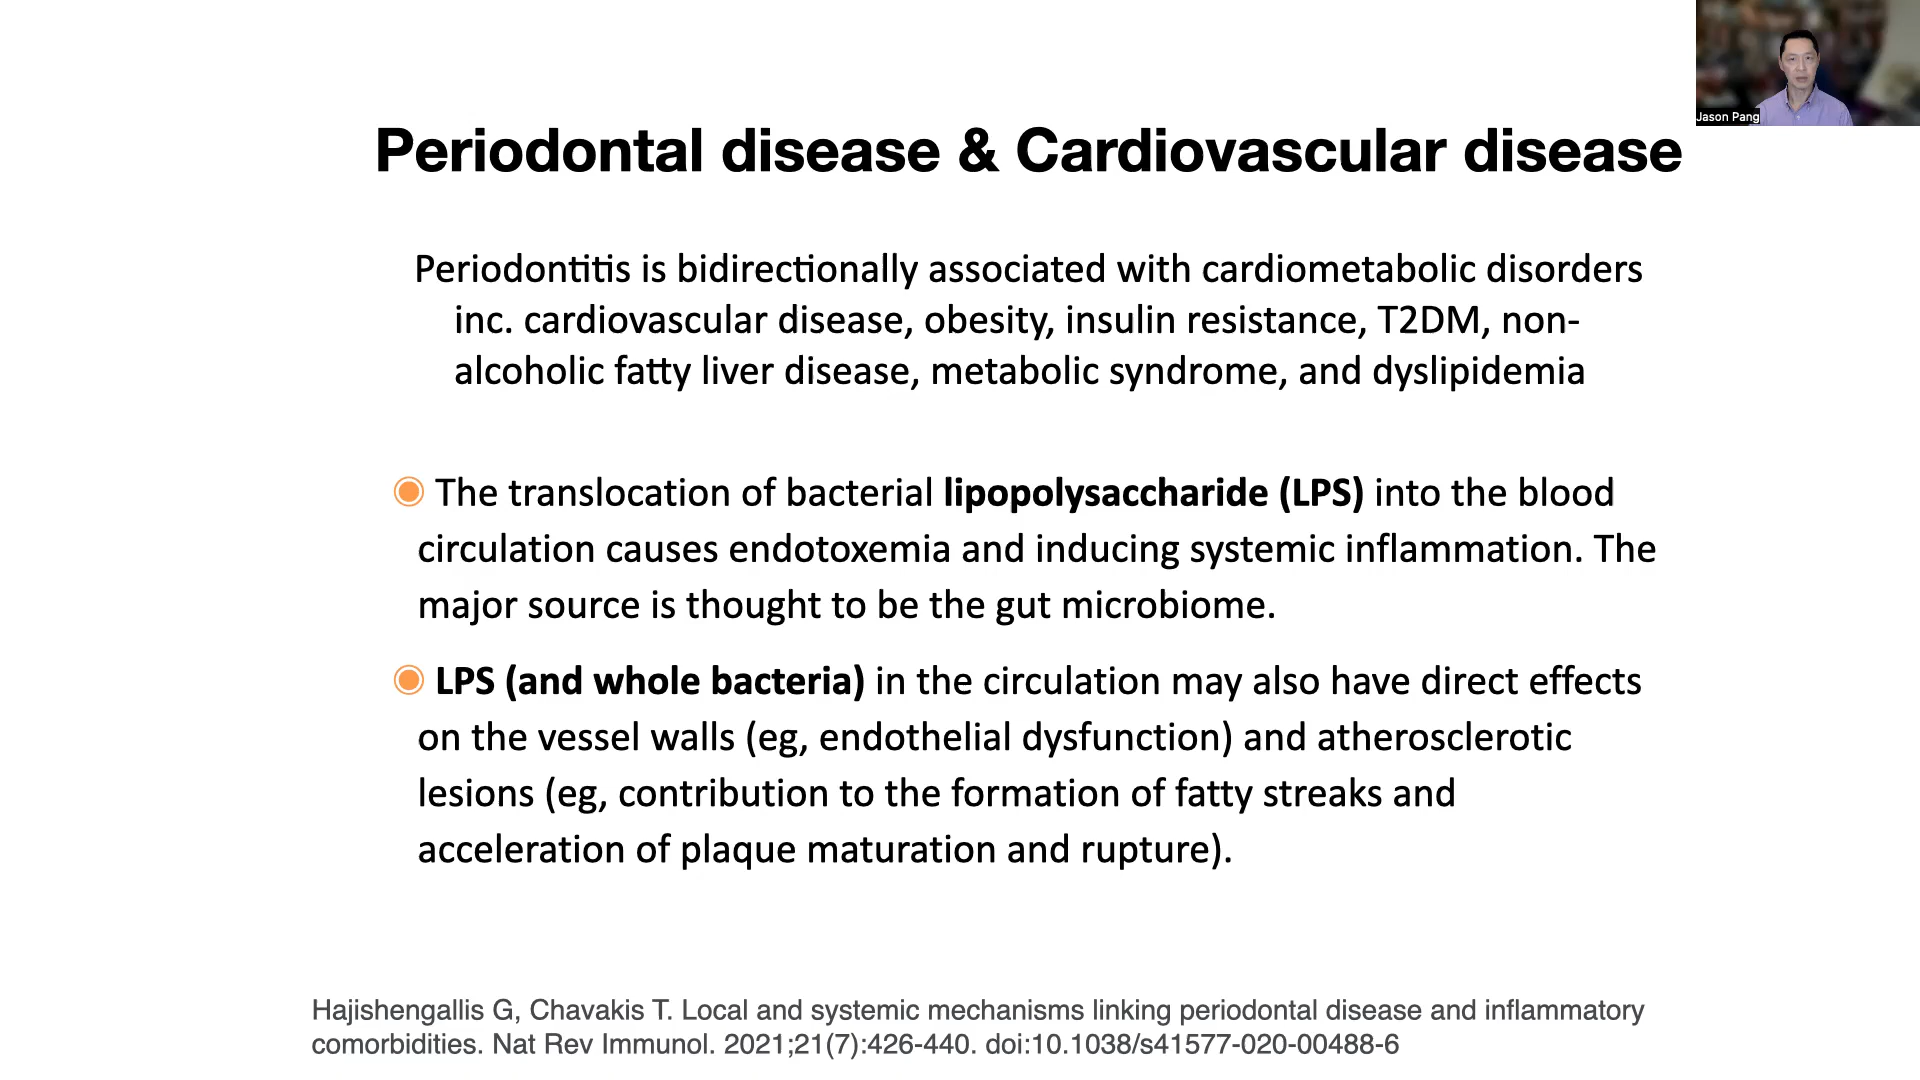 Jason Pang
Periodontal disease & Cardiovascular disease
Periodontitis is bidirectionally associated with cardiometabolic disorders
inc. cardiovascular disease, obesity, insulin resistance, T2DM, non-
alcoholic fatty liver disease, metabolic syndrome, and dyslipidemia
The translocation of bacterial lipopolysaccharide (LPS) into the blood
circulation causes endotoxemia and inducing systemic inflammation. The
major source is thought to be the gut microbiome.
LPS (and whole bacteria) in the circulation may also have direct effects
on the vessel walls (eg, endothelial dysfunction) and atherosclerotic
lesions (eg, contribution to the formation of fatty streaks and
acceleration of plaque maturation and rupture).
Hajishengallis G, Chavakis T. Local and systemic mechanisms linking periodontal disease and inflammatory
comorbidities. Nat Rev Immunol. 2021;21(7):426-440. doi:10.1038/s41577-020-00488-6